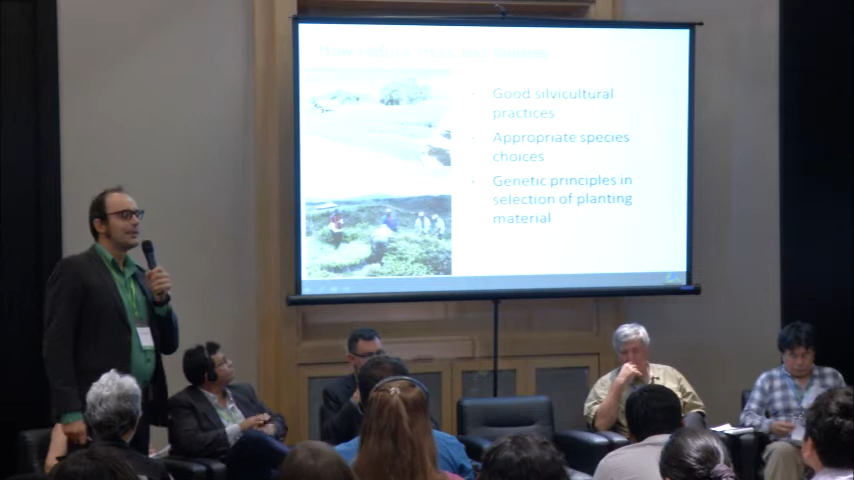 Good silvicultural
practices
Appropriate species
choices
Genetic principles in
selection of planting
material